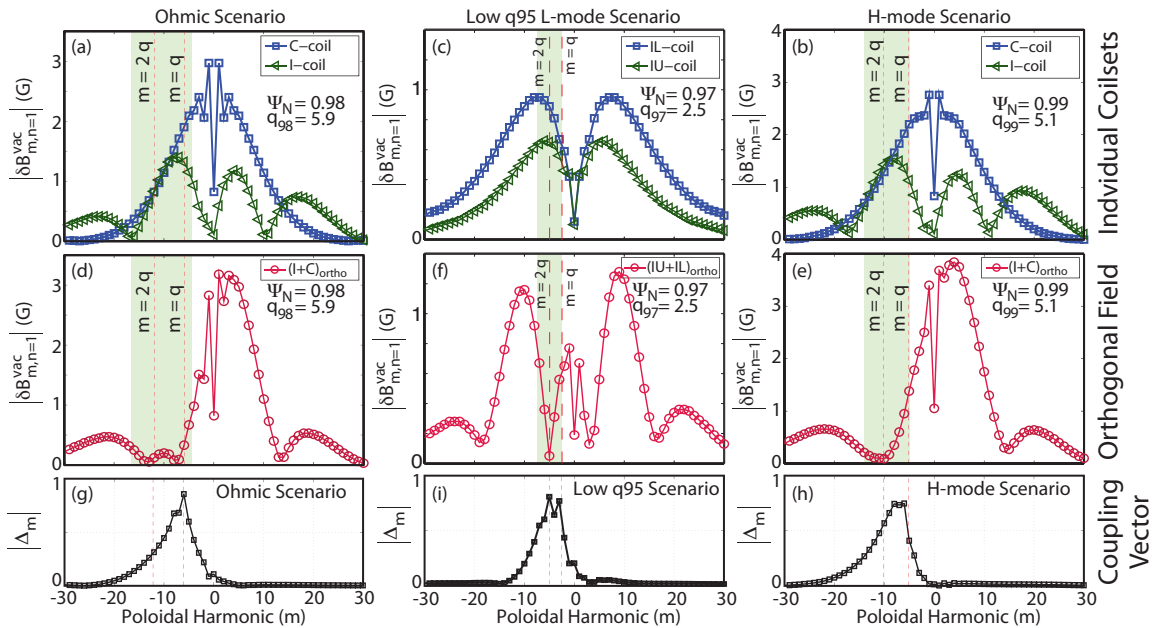 Ohmic Scenario
Low q95 L-mode Scenario
H-mode Scenario
(a)
C−coil
I−coil
m = 2 q
m = q
Ψ_N = 0.98
q_98 = 5.9
|δB^vac_m,n=1| (G)
3
2
1
0
(c)
IL−coil
IU−coil
m = 2 q
m = q
Ψ_N = 0.97
q_97 = 2.5
|δB^vac_m,n=1| (G)
1
0
(b)
C−coil
I−coil
m = 2 q
m = q
Ψ_N = 0.99
q_99 = 5.1
|δB^vac_m,n=1| (G)
4
3
2
1
0
Indvidual Coilsets
(d)
(I+C)ortho
m = 2 q
m = q
Ψ_N = 0.98
q_98 = 5.9
|δB^vac_m,n=1| (G)
3
2
1
0
(f)
(IU+IL)ortho
m = 2 q
m = q
Ψ_N = 0.97
q_97 = 2.5
|δB^vac_m,n=1| (G)
1
0
(e)
(I+C)ortho
m = 2 q
m = q
Ψ_N = 0.99
q_99 = 5.1
|δB^vac_m,n=1| (G)
4
3
2
1
0
Orthogonal Field
(g)
Ohmic Scenario
|Δ_m|
1
0
-30 -20 -10 0 10 20 30
Poloidal Harmonic (m)
(i)
Low q95 Scenario
|Δ_m|
1
0
-30 -20 -10 0 10 20 30
Poloidal Harmonic (m)
(h)
H-mode Scenario
|Δ_m|
1
0
-30 -20 -10 0 10 20 30
Poloidal Harmonic (m)
Coupling
Vector